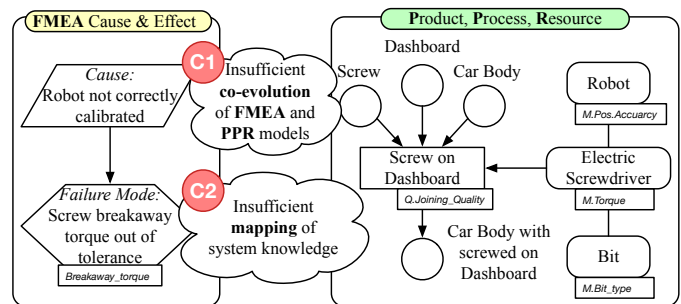 FMEA Cause & Effect
Cause:
Robot not correctly
calibrated
Failure Mode:
Screw breakaway
torque out of
tolerance
Breakaway_torque
C1
Insufficient
co-evolution
of FMEA and
PPR models
C2
Insufficient
mapping of
system knowledge
Product, Process, Resource
Dashboard
Screw
Car Body
Screw on
Dashboard
Q.Joining_Quality
Car Body with
screwed on
Dashboard
Robot
M.Pos.Accuarcy
Electric
Screwdriver
M.Torque
Bit
M.Bit_type